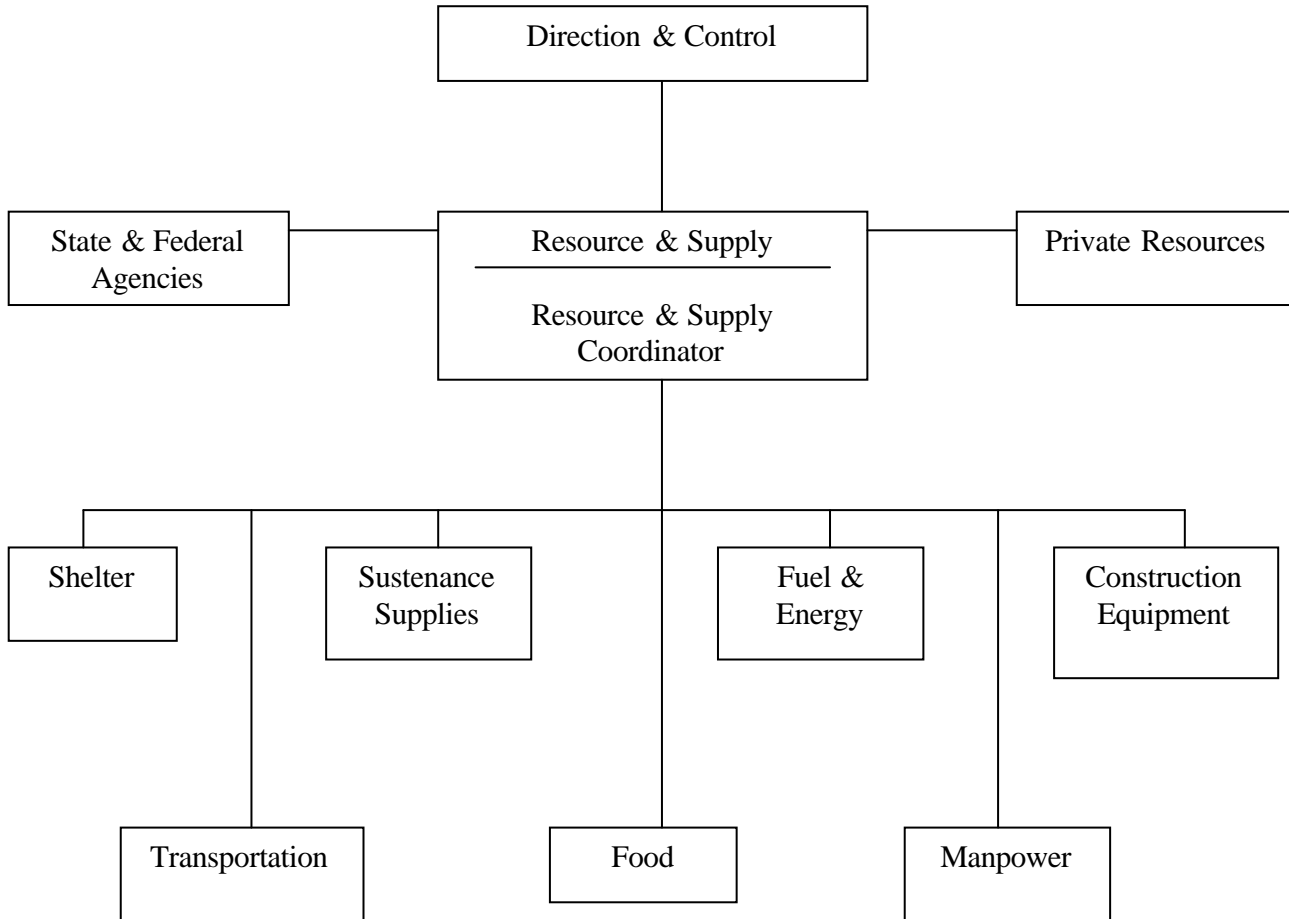 Direction & Control
State & Federal
Agencies
Resource & Supply
Resource & Supply
Coordinator
Private Resources
Shelter
Sustenance
Supplies
Fuel &
Energy
Construction
Equipment
Transportation
Food
Manpower